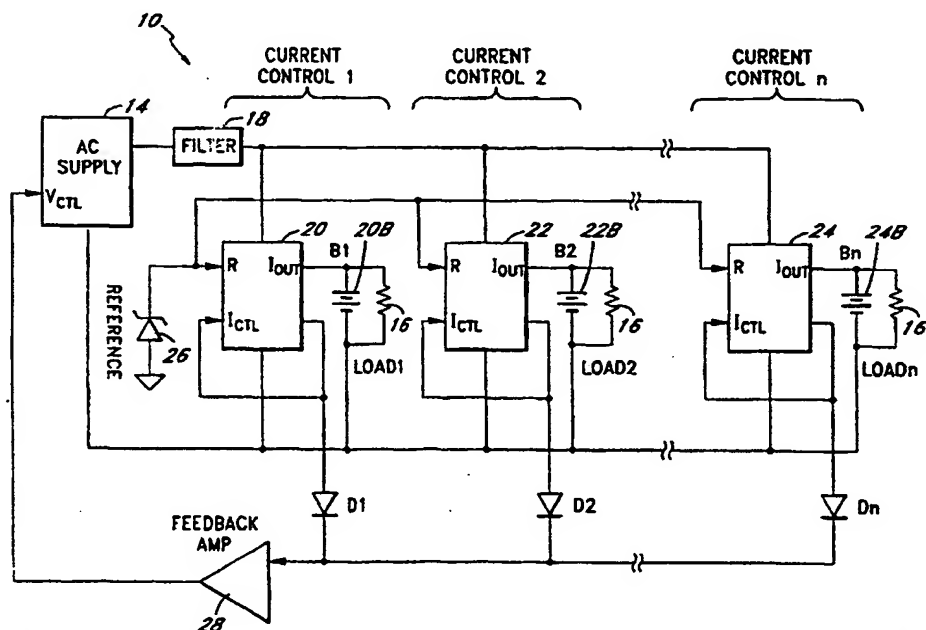 10
CURRENT
CONTROL 1
CURRENT
CONTROL 2
CURRENT
CONTROL n
14
18
AC
SUPPLY
VCTL
FILTER
20
R
IOUT
ICTL
B1
20B
16
LOAD1
22
R
IOUT
ICTL
B2
22B
16
LOAD2
24
R
IOUT
ICTL
Bn
24B
16
LOADn
REFERENCE
26
D1
D2
Dn
FEEDBACK
AMP
28